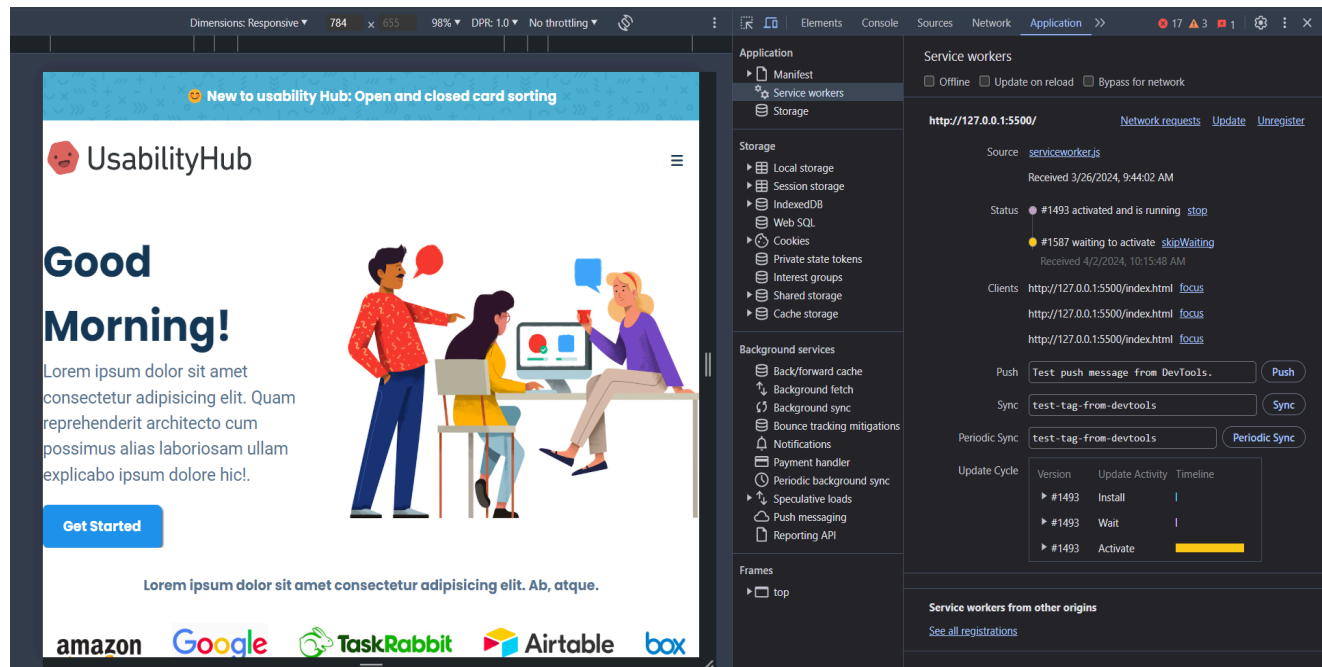 Dimensions: Responsive ▼ 784 x 655 98% ▼ DPR: 1.0 ▼ No throttling ▼
Elements Console Sources Network Application 17 3 1
😊 New to usability Hub: Open and closed card sorting
UsabilityHub
Good
Morning!
Lorem ipsum dolor sit amet
consectetur adipisicing elit. Quam
reprehenderit architecto cum
possimus alias laboriosam ullam
explicabo ipsum dolore hic!.
Get Started
Lorem ipsum dolor sit amet consectetur adipisicing elit. Ab, atque.
amazon Google TaskRabbit Airtable box
Application
Manifest
Service workers
Storage
Storage
Local storage
Session storage
IndexedDB
Web SQL
Cookies
Private state tokens
Interest groups
Shared storage
Cache storage
Background services
Back/forward cache
Background fetch
Background sync
Bounce tracking mitigations
Notifications
Payment handler
Periodic background sync
Speculative loads
Push messaging
Reporting API
Frames
top
Service workers
Offline Update on reload Bypass for network
http://127.0.0.1:5500/ Network requests Update Unregister
Source serviceworker.js
Received 3/26/2024, 9:44:02 AM
Status #1493 activated and is running stop
#1587 waiting to activate skipWaiting
Received 4/2/2024, 10:15:48 AM
Clients http://127.0.0.1:5500/index.html focus
http://127.0.0.1:5500/index.html focus
http://127.0.0.1:5500/index.html focus
Push Test push message from DevTools. Push
Sync test-tag-from-devtools Sync
Periodic Sync test-tag-from-devtools Periodic Sync
Update Cycle Version Update Activity Timeline
#1493 Install
#1493 Wait
#1493 Activate
Service workers from other origins
See all registrations